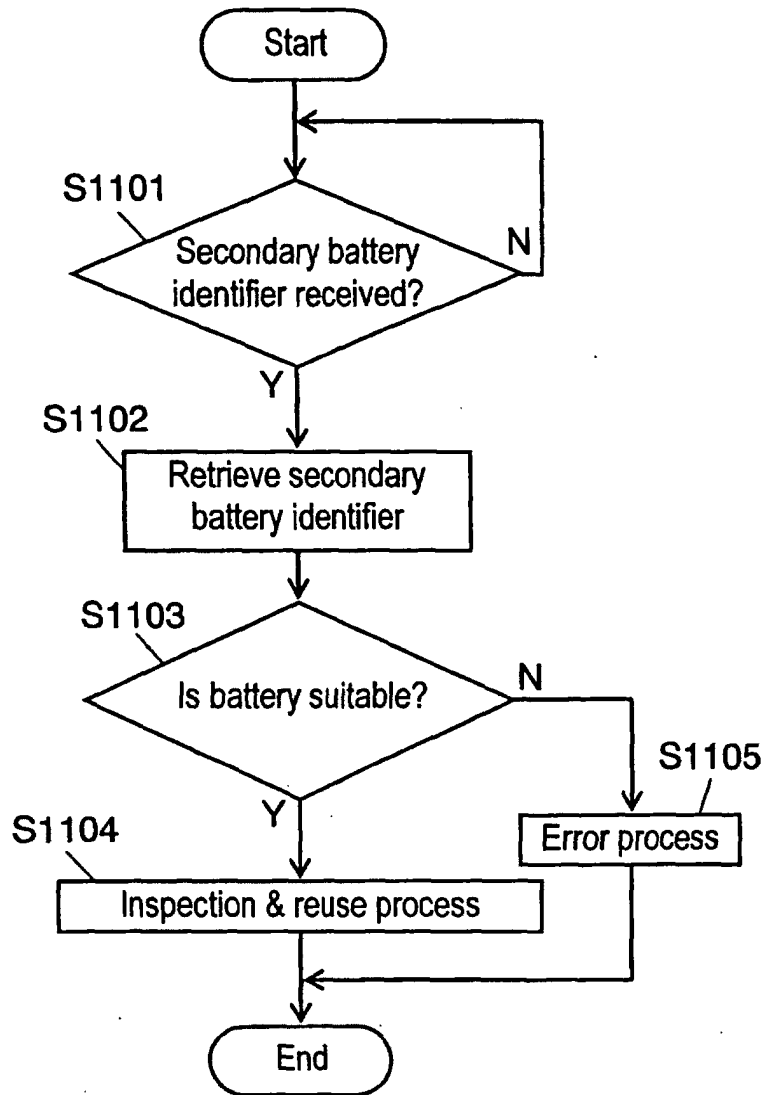 Start
S1101
Secondary battery
identifier received?
N
Y
S1102
Retrieve secondary
battery identifier
S1103
Is battery suitable?
N
Y
S1105
Error process
S1104
Inspection & reuse process
End